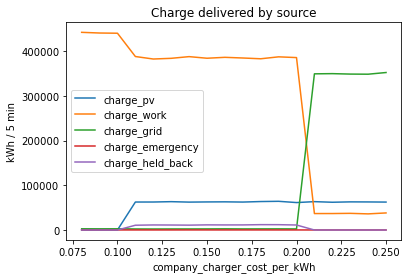 Charge delivered by source
kWh / 5 min
400000
300000
200000
100000
0
charge_pv
charge_work
charge_grid
charge_emergency
charge_held_back
0.075 0.100 0.125 0.150 0.175 0.200 0.225 0.250
company_charger_cost_per_kWh